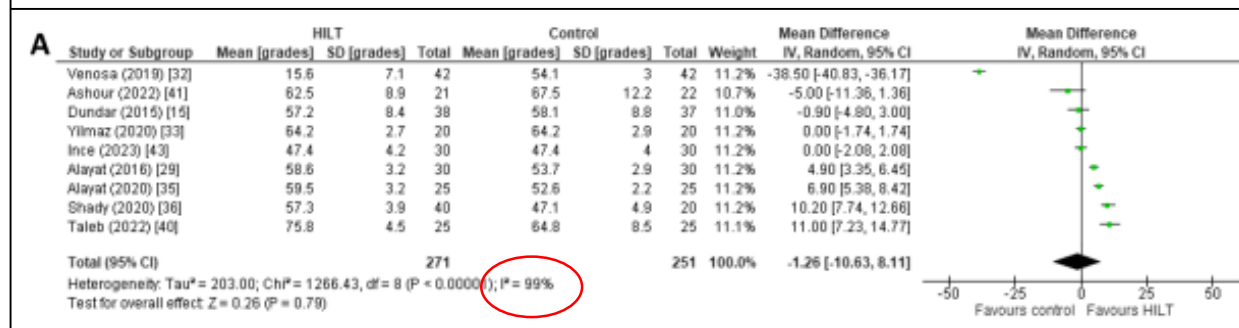 A
HILT Control Mean Difference Mean Difference
Study or Subgroup Mean [grades] SD [grades] Total Mean [grades] SD [grades] Total Weight IV, Random, 95% CI IV, Random, 95% CI
Venosa (2019) [32] 15.6 7.1 42 54.1 3 42 11.2% -38.50 [-40.83, -36.17]
Ashour (2022) [41] 62.5 8.9 21 67.5 12.2 22 10.7% -5.00 [-11.36, 1.36]
Dundar (2015) [15] 57.2 8.4 38 58.1 8.8 37 11.0% -0.90 [-4.80, 3.00]
Yilmaz (2020) [33] 64.2 2.7 20 64.2 2.9 20 11.2% 0.00 [-1.74, 1.74]
Ince (2023) [43] 47.4 4.2 30 47.4 4 30 11.2% 0.00 [-2.08, 2.08]
Alayat (2016) [29] 58.6 3.2 30 53.7 2.9 30 11.2% 4.90 [3.35, 6.45]
Alayat (2020) [35] 59.5 3.2 25 52.6 2.2 25 11.2% 6.90 [5.38, 8.42]
Shady (2020) [36] 57.3 3.9 40 47.1 4.9 20 11.2% 10.20 [7.74, 12.66]
Taleb (2022) [40] 75.8 4.5 25 64.8 8.5 25 11.1% 11.00 [7.23, 14.77]
Total (95% CI) 271 251 100.0% -1.26 [-10.63, 8.11]
Heterogeneity: Tau² = 203.00; Chi² = 1266.43, df = 8 (P < 0.00001); I² = 99%
Test for overall effect: Z = 0.26 (P = 0.79)
-50 -25 0 25 50
Favours control Favours HILT